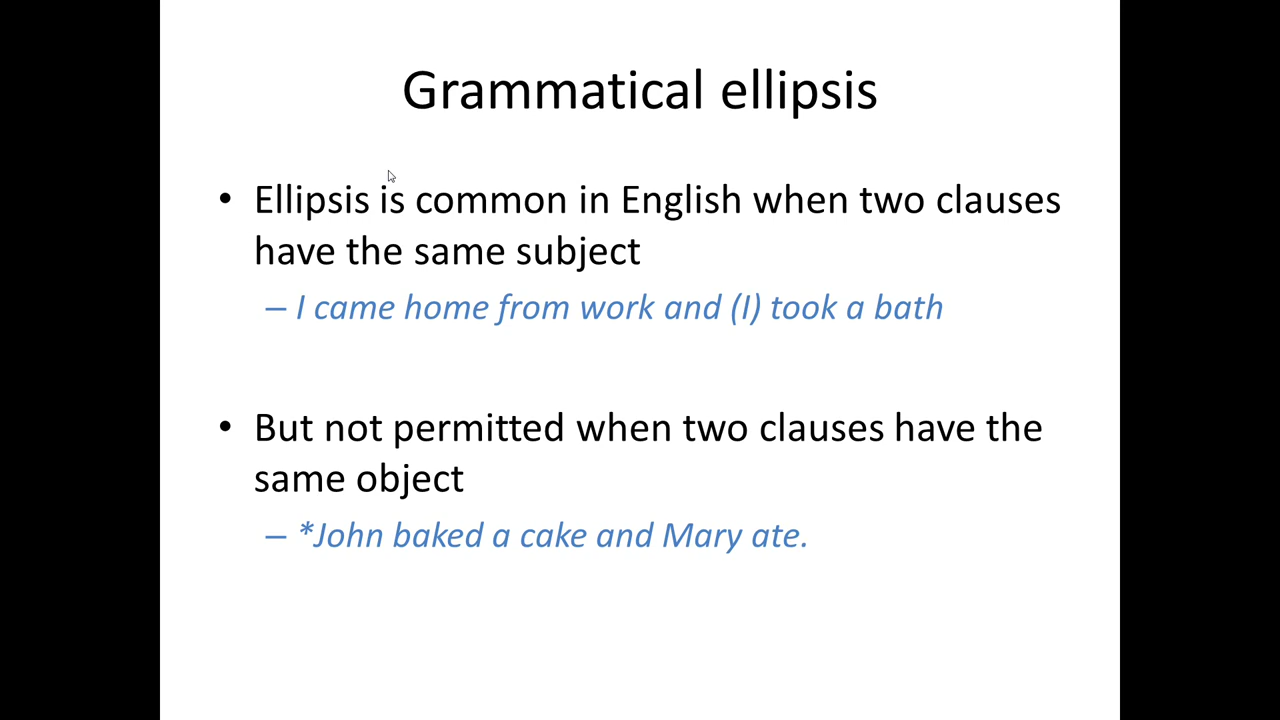 Grammatical ellipsis
• Ellipsis is common in English when two clauses
have the same subject
– I came home from work and (I) took a bath
• But not permitted when two clauses have the
same object
– *John baked a cake and Mary ate.